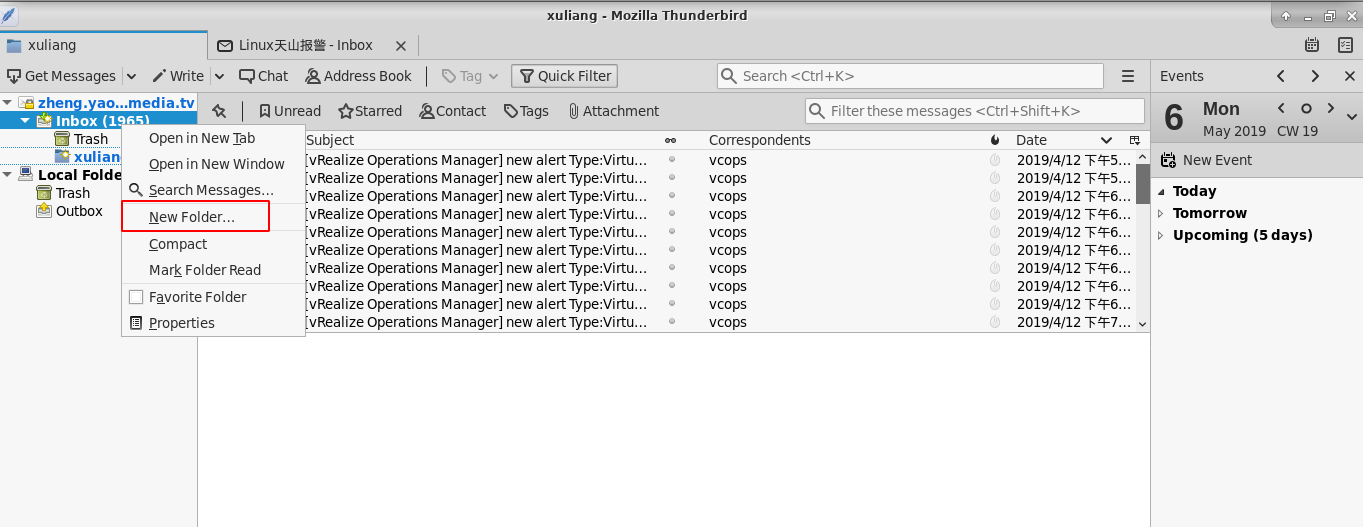 xuliang - Mozilla Thunderbird
xuliang
Linux天山报警 - Inbox
Get Messages
Write
Chat
Address Book
Tag
Quick Filter
Search <Ctrl+K>
Events
zheng.yao...media.tv
Inbox (1965)
Trash
xuliang
Local Folde
Trash
Outbox
Open in New Tab
Open in New Window
Search Messages...
New Folder...
Compact
Mark Folder Read
Favorite Folder
Properties
Unread
Starred
Contact
Tags
Attachment
Filter these messages <Ctrl+Shift+K>
Subject Correspondents Date
[vRealize Operations Manager] new alert Type:Virtu... vcops 2019/4/12 下午5...
[vRealize Operations Manager] new alert Type:Virtu... vcops 2019/4/12 下午5...
[vRealize Operations Manager] new alert Type:Virtu... vcops 2019/4/12 下午6...
[vRealize Operations Manager] new alert Type:Virtu... vcops 2019/4/12 下午6...
[vRealize Operations Manager] new alert Type:Virtu... vcops 2019/4/12 下午6...
[vRealize Operations Manager] new alert Type:Virtu... vcops 2019/4/12 下午6...
[vRealize Operations Manager] new alert Type:Virtu... vcops 2019/4/12 下午6...
[vRealize Operations Manager] new alert Type:Virtu... vcops 2019/4/12 下午6...
[vRealize Operations Manager] new alert Type:Virtu... vcops 2019/4/12 下午6...
[vRealize Operations Manager] new alert Type:Virtu... vcops 2019/4/12 下午7...
6
Mon
May 2019 CW 19
New Event
Today
Tomorrow
Upcoming (5 days)